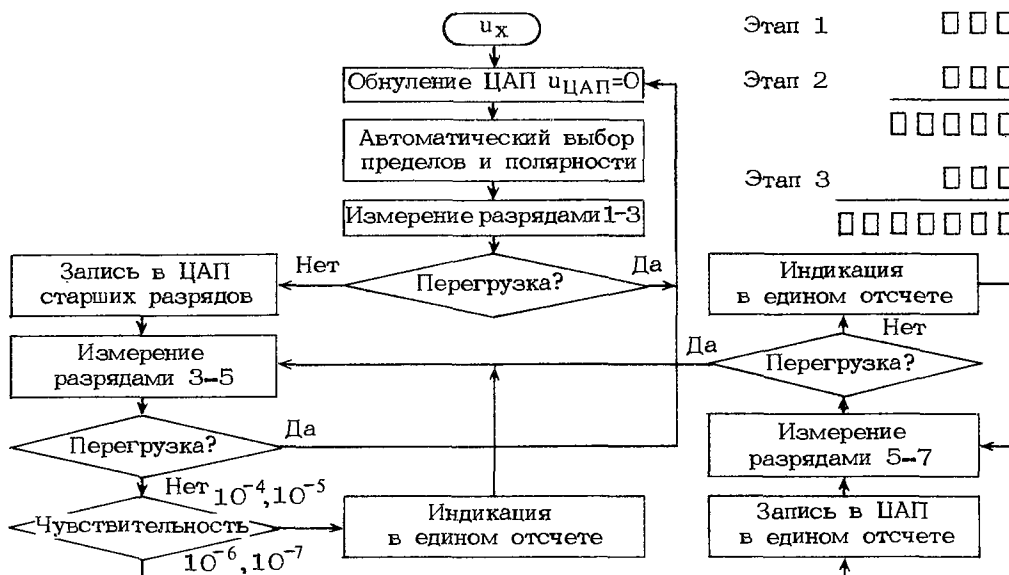 u_x
Обнуление ЦАП u_ЦАП=0
Автоматический выбор
пределов и полярности
Измерение разрядами 1-3
Перегрузка?
Нет
Да
Запись в ЦАП
старших разрядов
Измерение
разрядами 3-5
Перегрузка?
Да
Нет
10⁻⁴,10⁻⁵
Чувствительность
10⁻⁶,10⁻⁷
Индикация
в едином отсчете
Этап 1
Этап 2
Этап 3
Индикация
в едином отсчете
Нет
Да
Перегрузка?
Измерение
разрядами 5-7
Запись в ЦАП
в едином отсчете